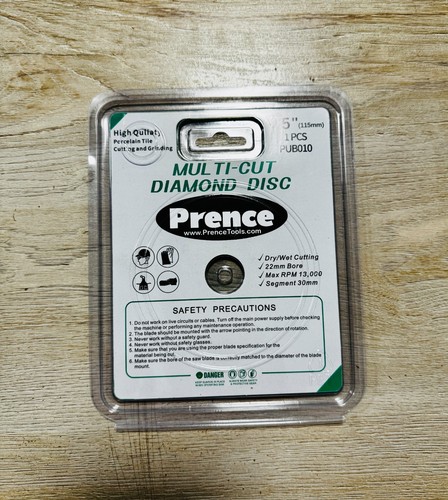 High Qulity
Porcelain Tile
Cutting and Grinding
5" (115mm)
1 PCS
PUB010
MULTI-CUT
DIAMOND DISC
Prence
www.PrenceTools.com
✓ Dry/Wet Cutting
✓ 22mm Bore
✓ Max RPM 13,000
✓ Segment 30mm
SAFETY PRECAUTIONS
1. Do not work on live circuits or cables. Turn off the main power supply before checking
the machine or performing any maintenance operation.
2. The blade should be mounted with the arrow pointing in the direction of rotation.
3. Never work without a safety guard.
4. Never work without safety glasses.
5. Make sure that you are using the proper blade specification for the
material being cut.
6. Make sure the bore of the saw blade is correctly matched to the diameter of the blade
mount.
DANGER